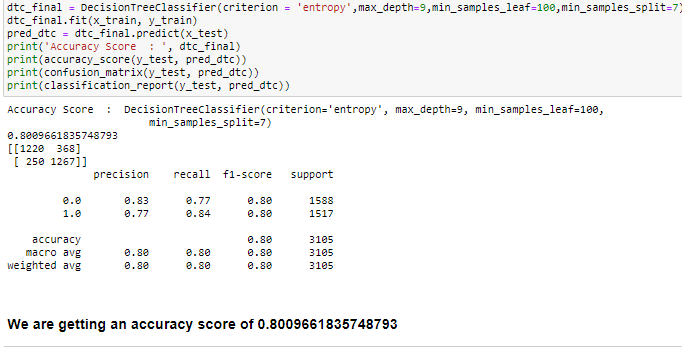 dtc_final = DecisionTreeClassifier(criterion = 'entropy',max_depth=9,min_samples_leaf=100,min_samples_split=7)
dtc_final.fit(x_train, y_train)
pred_dtc = dtc_final.predict(x_test)
print('Accuracy Score  : ', dtc_final)
print(accuracy_score(y_test, pred_dtc))
print(confusion_matrix(y_test, pred_dtc))
print(classification_report(y_test, pred_dtc))
Accuracy Score  :  DecisionTreeClassifier(criterion='entropy', max_depth=9, min_samples_leaf=100,
                       min_samples_split=7)
0.8009661835748793
[[1220  368]
 [ 250 1267]]
              precision    recall  f1-score   support
         0.0       0.83      0.77      0.80      1588
         1.0       0.77      0.84      0.80      1517
    accuracy                           0.80      3105
   macro avg       0.80      0.80      0.80      3105
weighted avg       0.80      0.80      0.80      3105
We are getting an accuracy score of 0.8009661835748793